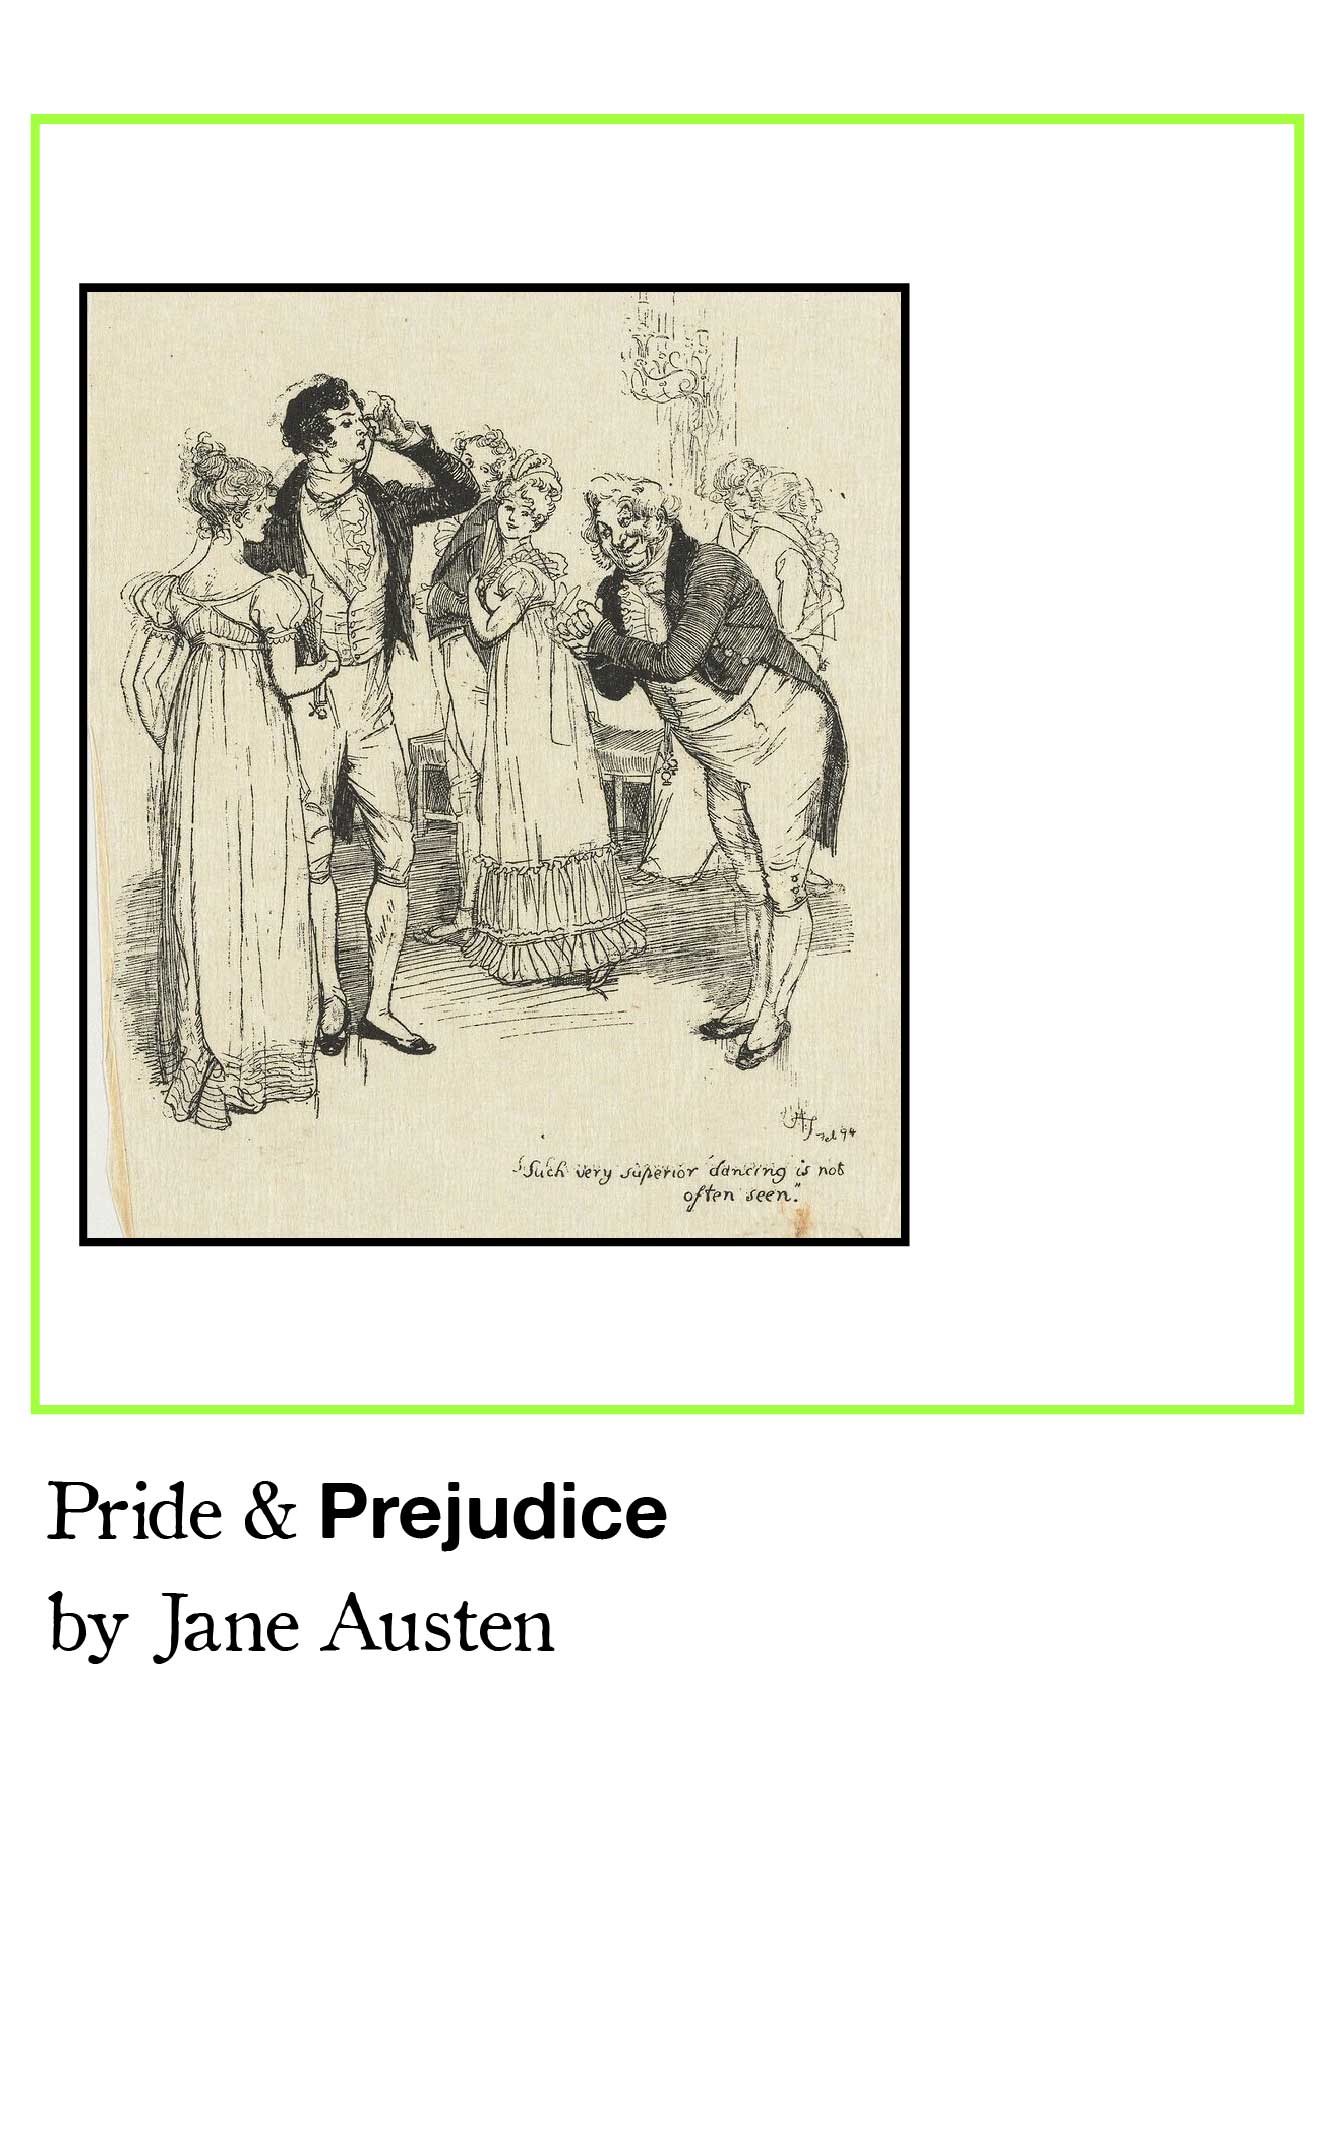 "Such very superior dancing is not
often seen."
Pride & Prejudice
by Jane Austen